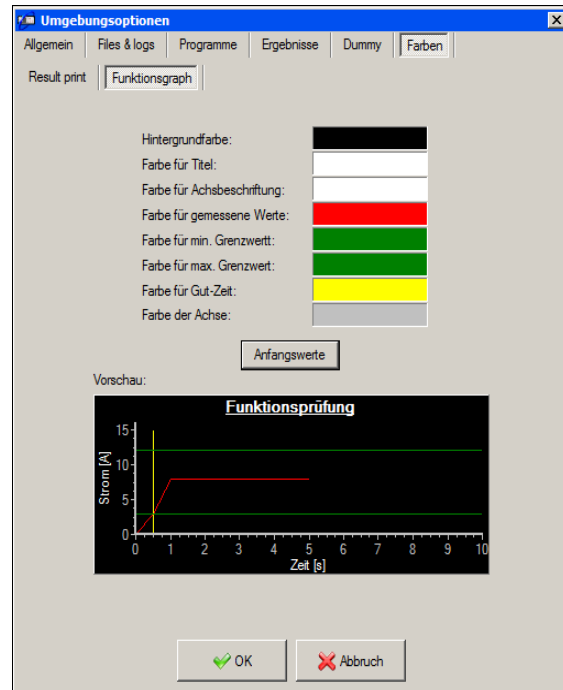 Umgebungsoptionen
Allgemein Files & logs Programme Ergebnisse Dummy Farben
Result print Funktionsgraph
Hintergrundfarbe:
Farbe für Titel:
Farbe für Achsbeschriftung:
Farbe für gemessene Werte:
Farbe für min. Grenzwertt:
Farbe für max. Grenzwert:
Farbe für Gut-Zeit:
Farbe der Achse:
Anfangswerte
Vorschau:
Funktionsprüfung
Strom [A]
15
10
5
0
0 1 2 3 4 5 6 7 8 9 10
Zeit [s]
OK Abbruch